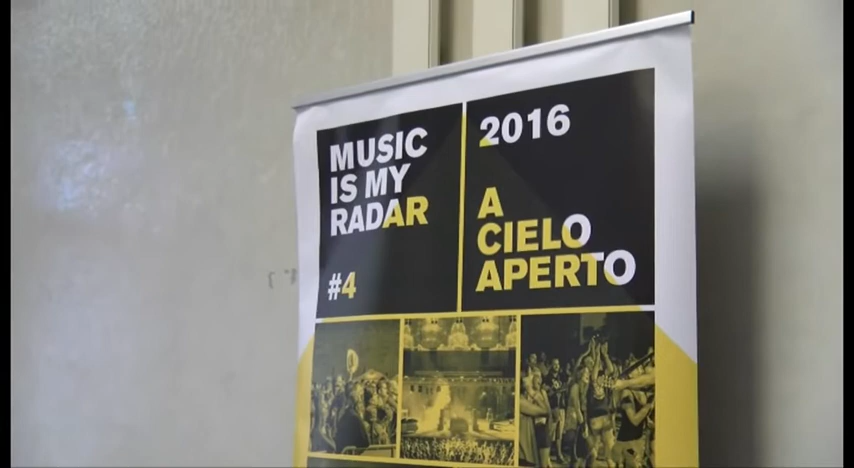 MUSIC
IS MY
RADAR
#4
2016
A
CIELO
APERTO